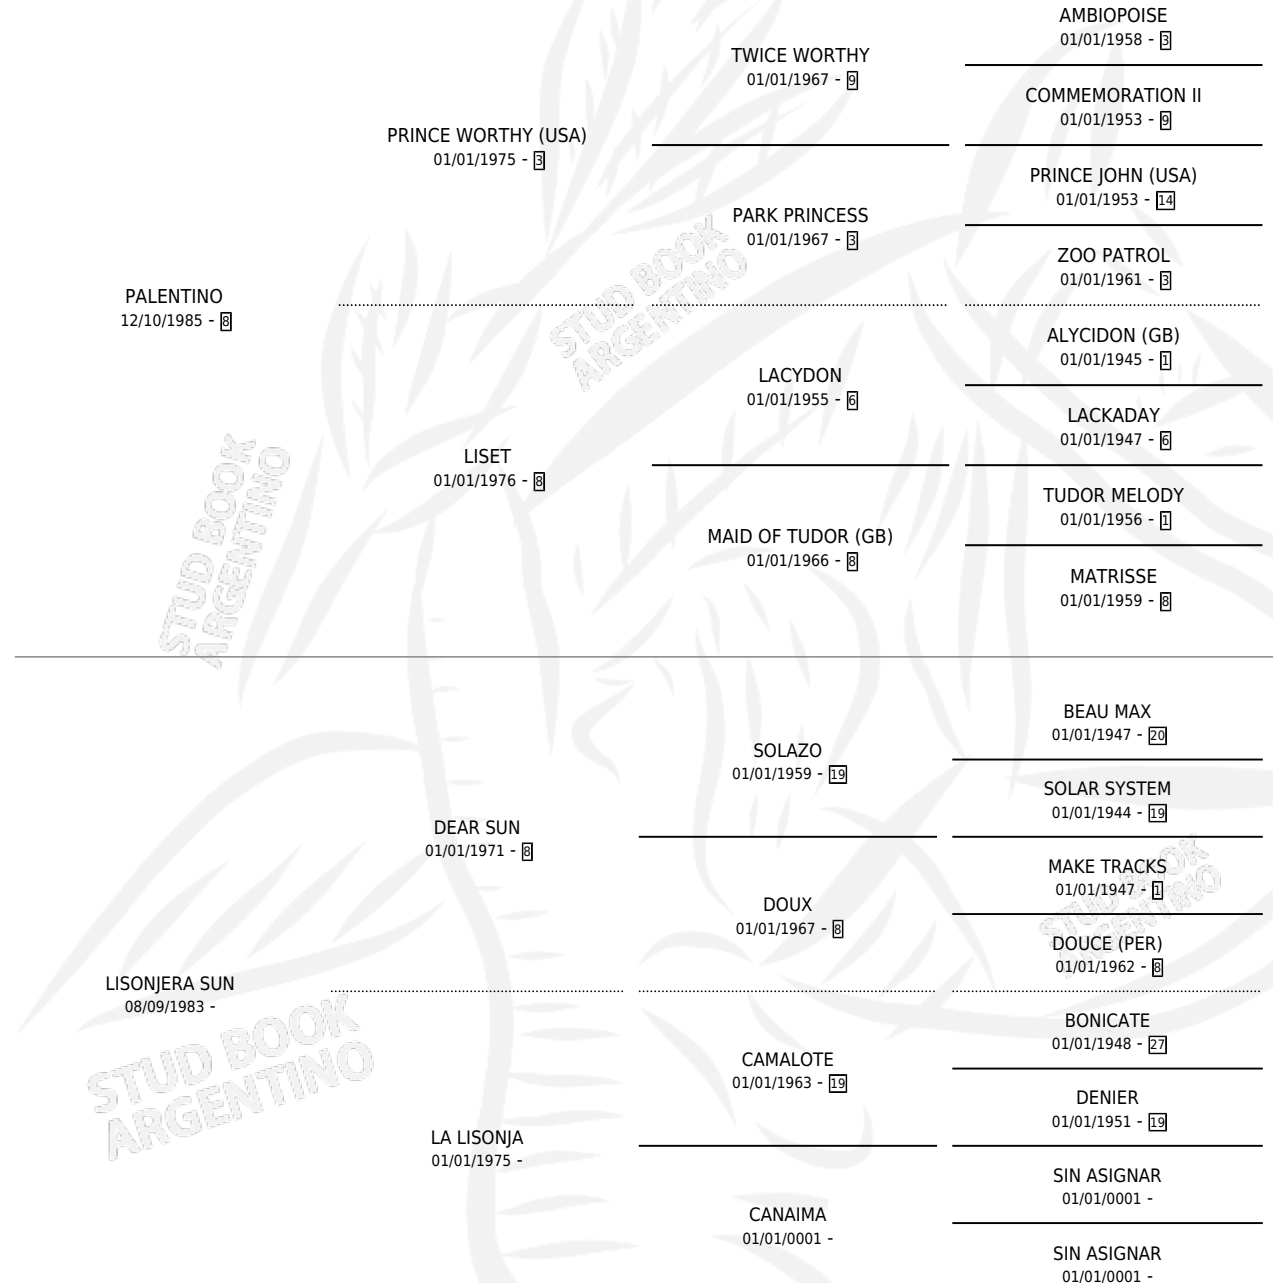 AMBIOPOISE
01/01/1958 - 3
TWICE WORTHY
01/01/1967 - 9
COMMEMORATION II
01/01/1953 - 9
PRINCE WORTHY (USA)
01/01/1975 - 3
PRINCE JOHN (USA)
01/01/1953 - 14
PARK PRINCESS
01/01/1967 - 3
ZOO PATROL
01/01/1961 - 3
PALENTINO
12/10/1985 - 8
STUD BOOK
ARGENTINO
ALYCIDON (GB)
01/01/1945 - 1
LACYDON
01/01/1955 - 6
LACKADAY
01/01/1947 - 6
LISET
01/01/1976 - 8
TUDOR MELODY
01/01/1956 - 1
MAID OF TUDOR (GB)
01/01/1966 - 8
MATRISSE
01/01/1959 - 8
STUD BOOK
ARGENTINO
BEAU MAX
01/01/1947 - 20
SOLAZO
01/01/1959 - 19
SOLAR SYSTEM
01/01/1944 - 19
DEAR SUN
01/01/1971 - 8
MAKE TRACKS
01/01/1947 - 1
DOUX
01/01/1967 - 8
DOUCE (PER)
01/01/1962 - 8
STUD BOOK
ARGENTINO
LISONJERA SUN
08/09/1983 -
BONICATE
01/01/1948 - 27
CAMALOTE
01/01/1963 - 19
DENIER
01/01/1951 - 19
STUD BOOK
ARGENTINO
LA LISONJA
01/01/1975 -
SIN ASIGNAR
01/01/0001 -
CANAIMA
01/01/0001 -
SIN ASIGNAR
01/01/0001 -